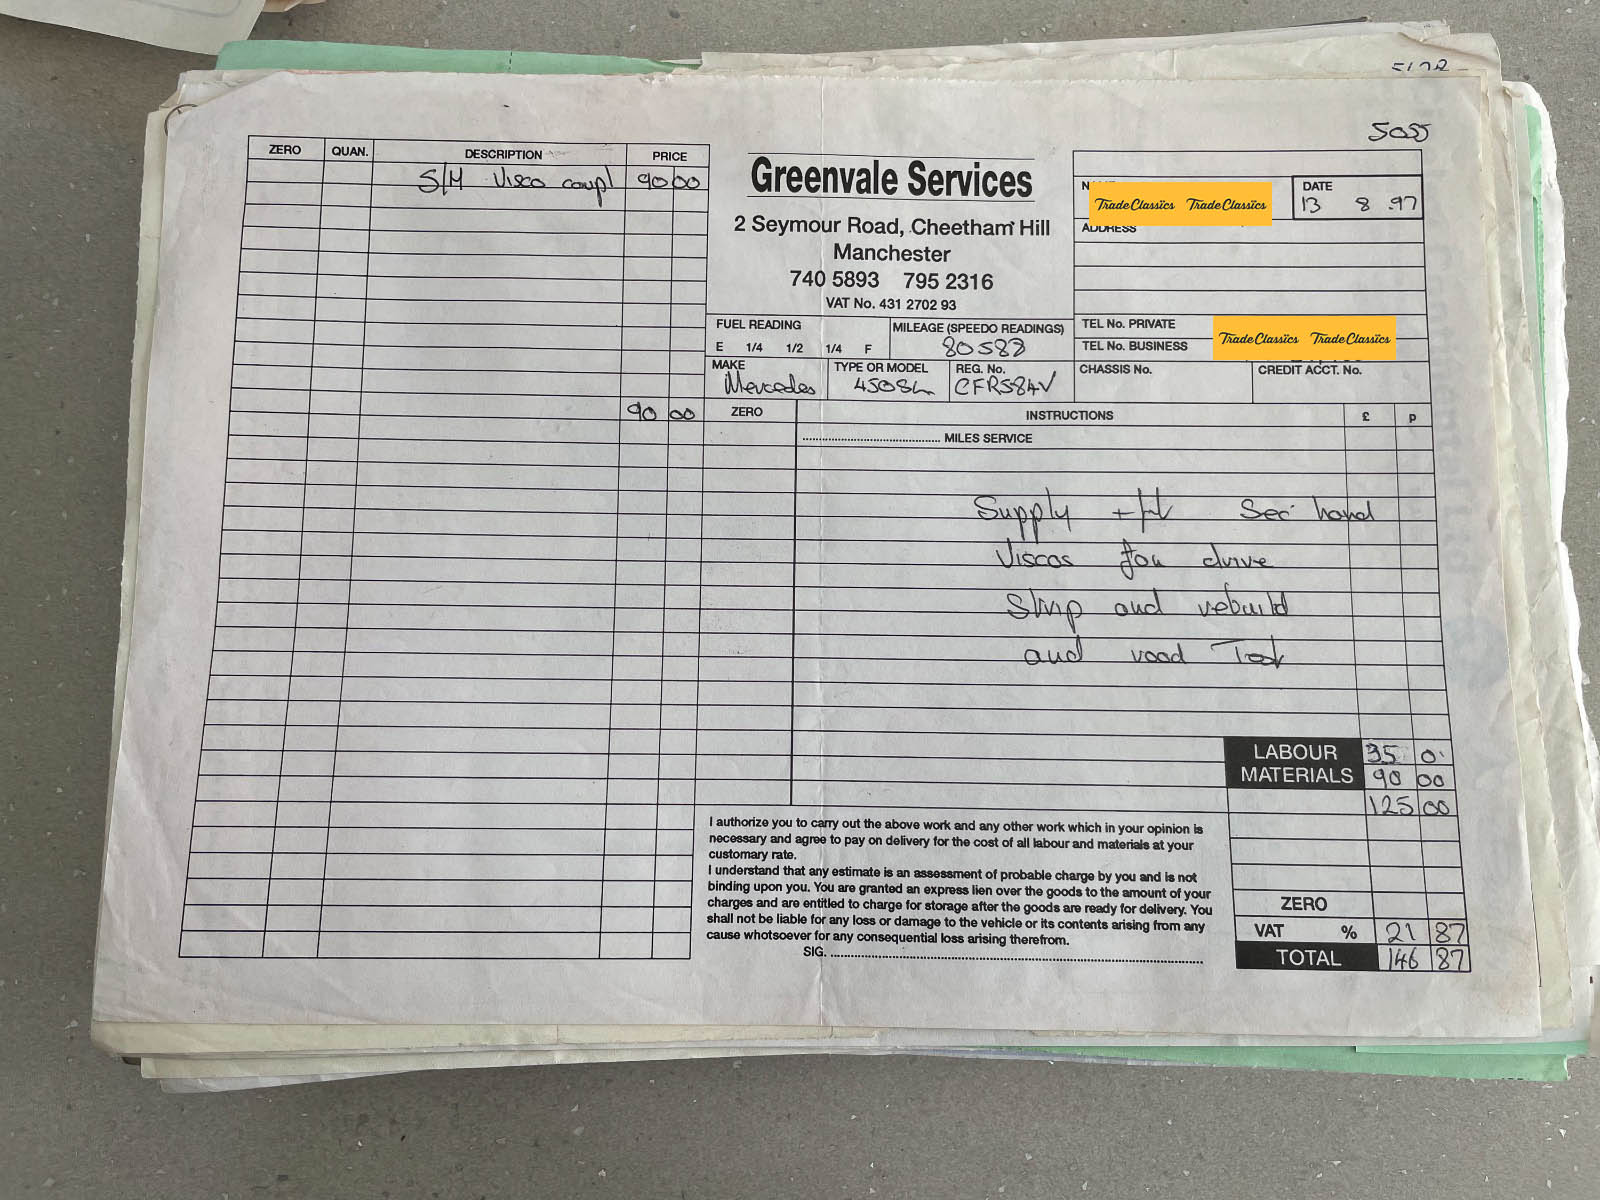 5055
ZERO QUAN. DESCRIPTION PRICE
S/H Visco coupl 90 00
90 00
Greenvale Services
2 Seymour Road, Cheetham Hill
Manchester
740 5893 795 2316
VAT No. 431 2702 93
TradeClassics TradeClassics
DATE
13 8 .97
ADDRESS
FUEL READING
E 1/4 1/2 1/4 F
MILEAGE (SPEEDO READINGS)
80588
TEL No. PRIVATE
TEL No. BUSINESS
TradeClassics TradeClassics
MAKE
Mercedes
TYPE OR MODEL
450SL
REG. No.
CFR584V
CHASSIS No.
CREDIT ACCT. No.
ZERO INSTRUCTIONS £ p
MILES SERVICE
Supply + fit Sec hand
Viscos fan drive
Strip and rebuild
and road Test
LABOUR 35 0
MATERIALS 90 00
125 00
I authorize you to carry out the above work and any other work which in your opinion is
necessary and agree to pay on delivery for the cost of all labour and materials at your
customary rate.
I understand that any estimate is an assessment of probable charge by you and is not
binding upon you. You are granted an express lien over the goods to the amount of your
charges and are entitled to charge for storage after the goods are ready for delivery. You
shall not be liable for any loss or damage to the vehicle or its contents arising from any
cause whotsoever for any consequential loss arising therefrom.
SIG.
ZERO
VAT % 21 87
TOTAL 146 87